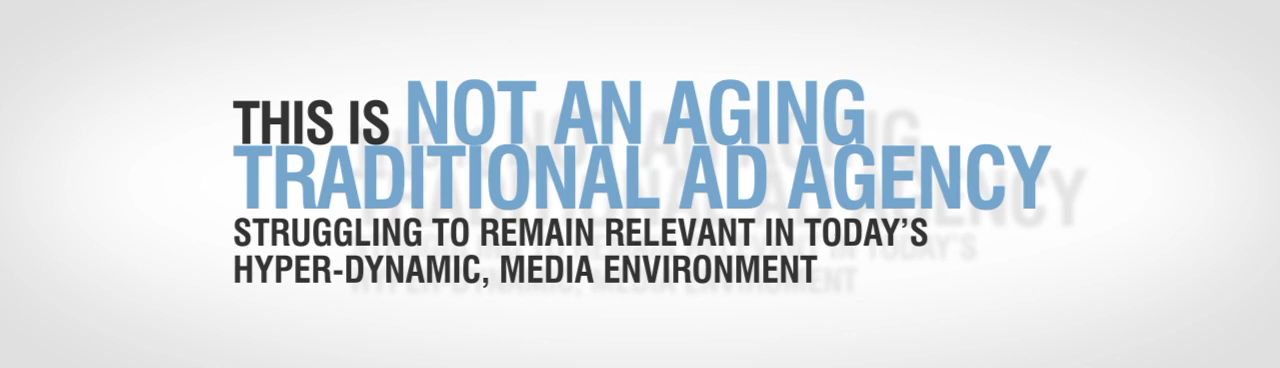 THIS IS NOT AN AGING
TRADITIONAL AD AGENCY
STRUGGLING TO REMAIN RELEVANT IN TODAY'S
HYPER-DYNAMIC, MEDIA ENVIRONMENT